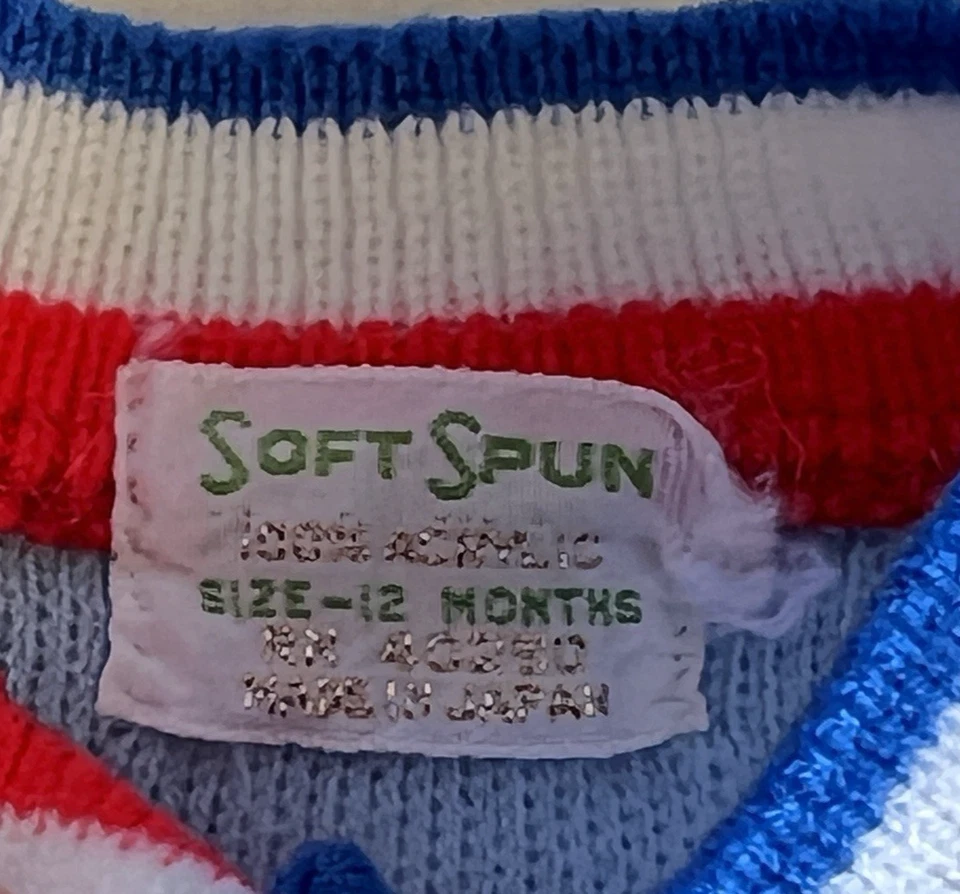 SOFT SPUN
100% ACRYLIC
SIZE-12 MONTHS
RN
MADE IN JAPAN